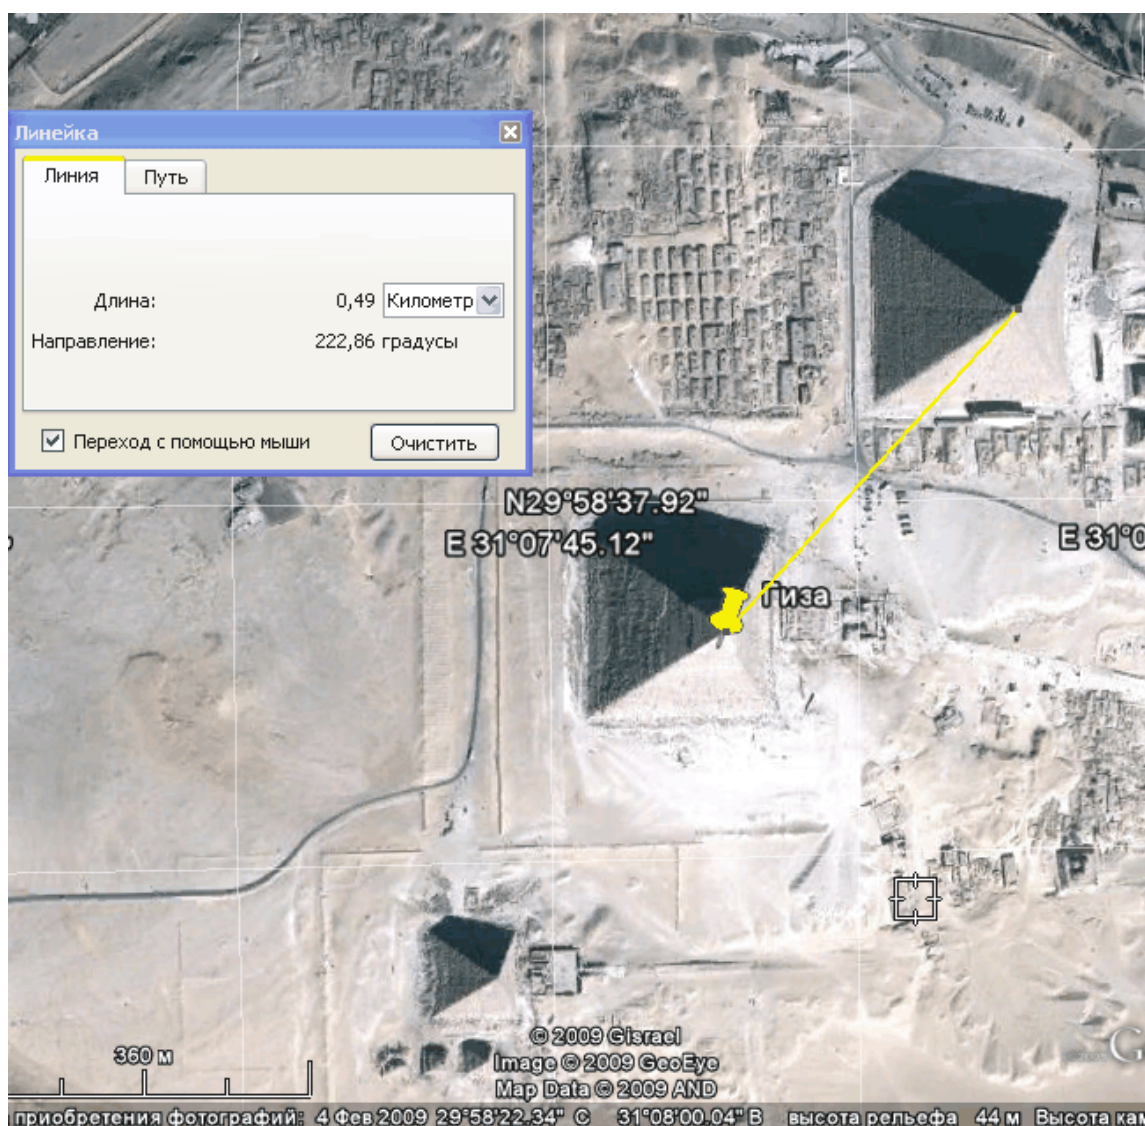 Линейка
Линия Путь
Длина: 0,49 Километр
Направление: 222,86 градусы
Переход с помощью мыши Очистить
N29°58'37.92"
E 31°07'45.12" E 31°0
Гиза
© 2009 Gisrael
360 м Image © 2009 GeoEye
Map Data © 2009 AND
приобретения фотографий: 4 Фев 2009 29°58'22.34" С 31°08'00.04" В высота рельефа 44 м Высота кам